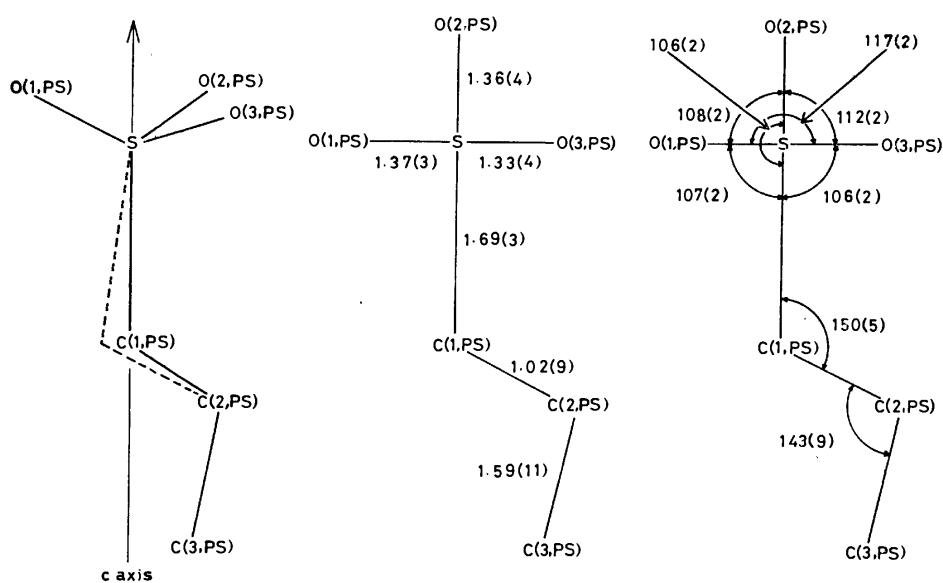 O(1,PS)
O(2,PS)
O(3,PS)
S
C(1,PS)
C(2,PS)
C(3,PS)
c axis
O(2,PS)
1.36(4)
O(1,PS)
S
O(3,PS)
1.37(3)
1.33(4)
1.69(3)
C(1,PS)
1.02(9)
C(2,PS)
1.59(11)
C(3,PS)
O(2,PS)
106(2)
117(2)
108(2)
112(2)
O(1,PS)
S
O(3,PS)
107(2)
106(2)
150(5)
C(1,PS)
C(2,PS)
143(9)
C(3,PS)